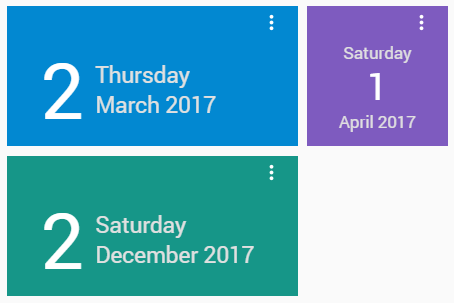 2
Thursday
March 2017
Saturday
1
April 2017
2
Saturday
December 2017